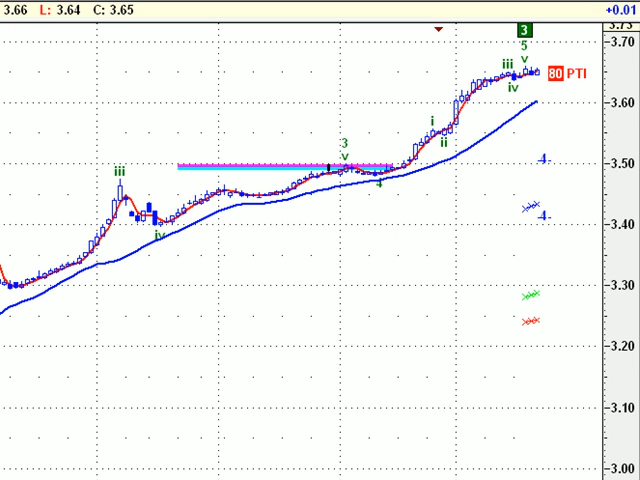 3.66 L: 3.64 C: 3.65 +0.01
3.73
3
3.70
5
v
iii
80 PTI
iv
3.60
i
ii
3
v
3.50
-4-
iii
4
-4-
3.40
iv
3.30
3.20
3.10
3.00